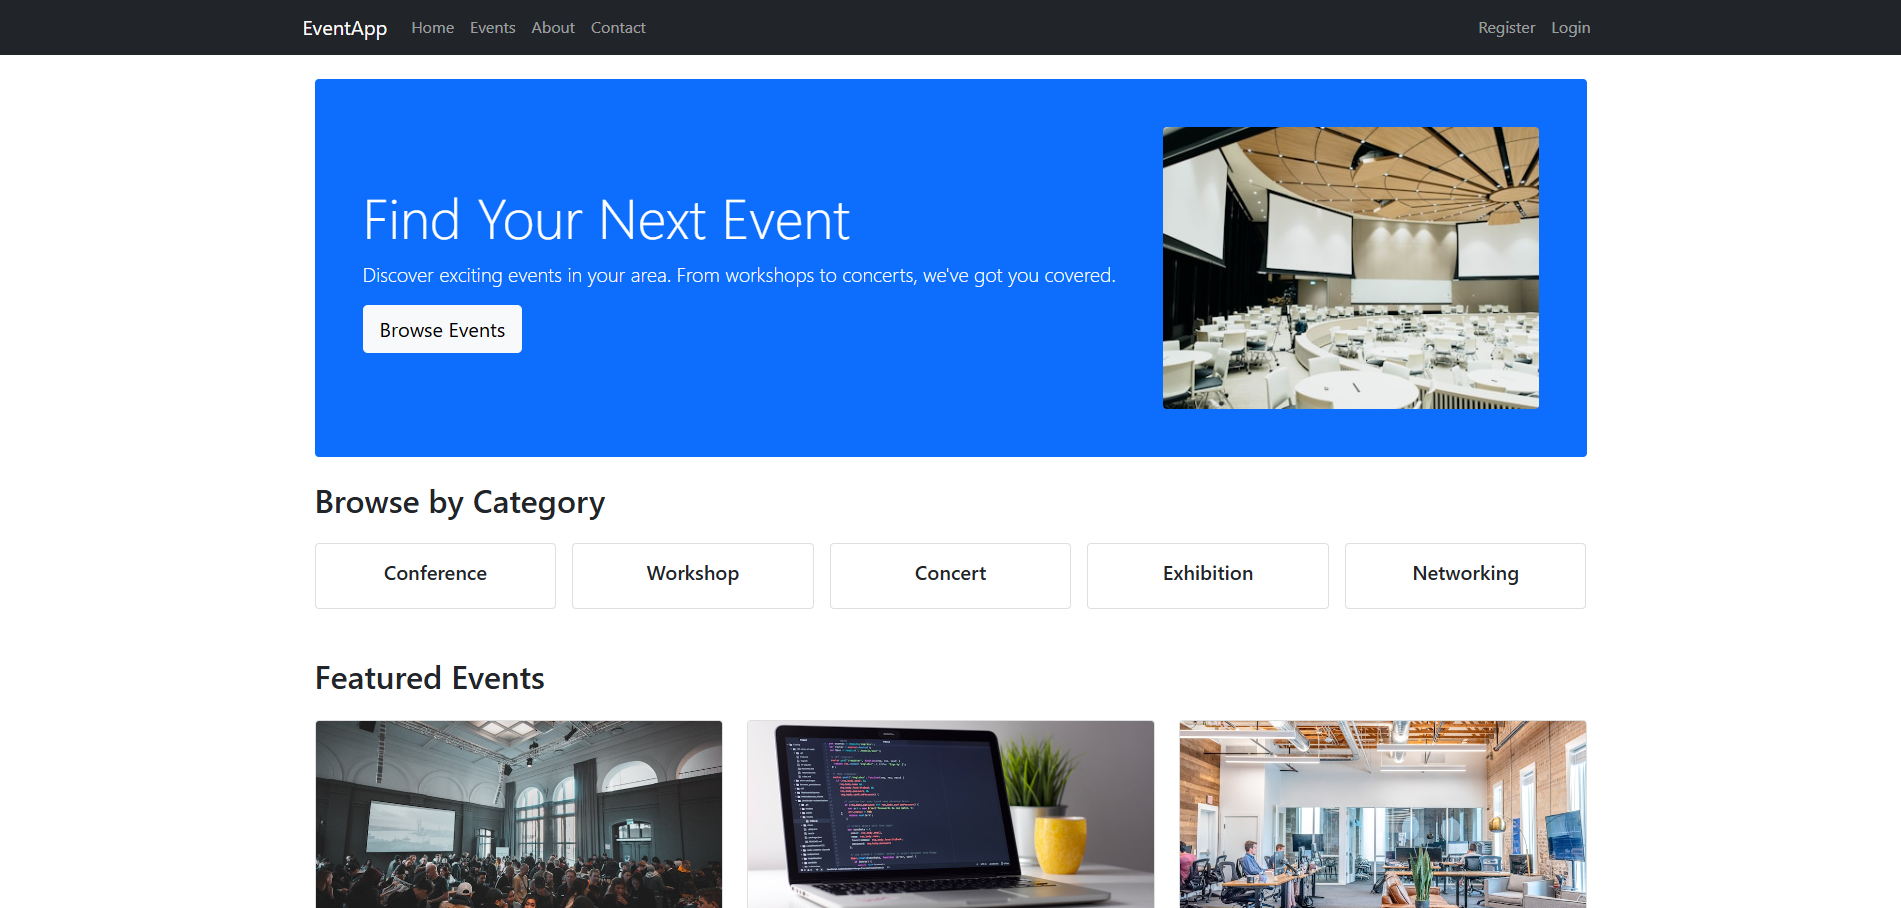 EventApp Home Events About Contact Register Login
Find Your Next Event
Discover exciting events in your area. From workshops to concerts, we've got you covered.
Browse Events
Browse by Category
Conference Workshop Concert Exhibition Networking
Featured Events